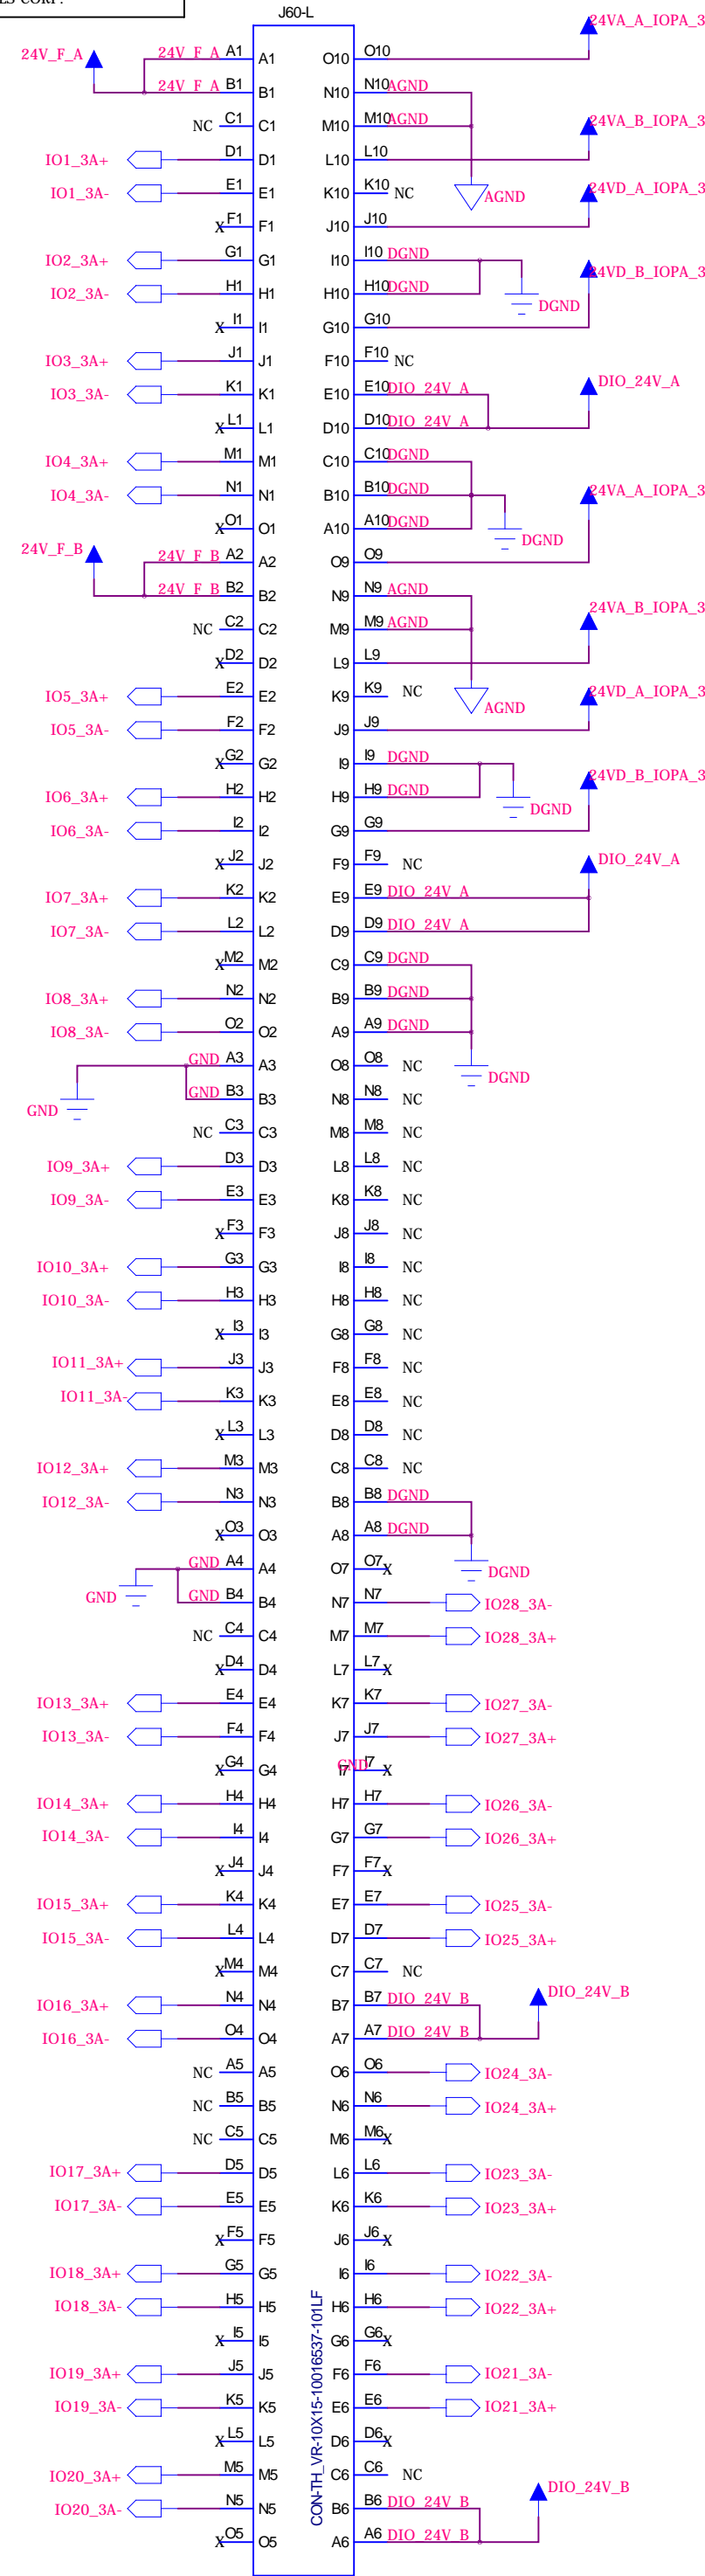 J60-L
24V_F_A 24V_F_A A1 A1 O10 O10 24VA_A_IOPA_3
24V_F_A B1 B1 N10 N10 AGND
NC C1 C1 M10 M10 AGND 24VA_B_IOPA_3
IO1_3A+ D1 D1 L10 L10
IO1_3A- E1 E1 K10 K10 NC AGND 24VD_A_IOPA_3
X F1 F1 J10 J10
IO2_3A+ G1 G1 I10 I10 DGND 24VD_B_IOPA_3
IO2_3A- H1 H1 H10 H10 DGND DGND
X I1 I1 G10 G10
IO3_3A+ J1 J1 F10 F10 NC
IO3_3A- K1 K1 E10 E10 DIO_24V_A DIO_24V_A
X L1 L1 D10 D10 DIO_24V_A
IO4_3A+ M1 M1 C10 C10 DGND
IO4_3A- N1 N1 B10 B10 DGND 24VA_A_IOPA_3
X O1 O1 A10 A10 DGND DGND
24V_F_B 24V_F_B A2 A2 O9 O9
24V_F_B B2 B2 N9 N9 AGND 24VA_B_IOPA_3
NC C2 C2 M9 M9 AGND
X D2 D2 L9 L9
IO5_3A+ E2 E2 K9 K9 NC AGND 24VD_A_IOPA_3
IO5_3A- F2 F2 J9 J9
X G2 G2 I9 I9 DGND 24VD_B_IOPA_3
IO6_3A+ H2 H2 H9 H9 DGND DGND
IO6_3A- I2 I2 G9 G9
X J2 J2 F9 F9 NC DIO_24V_A
IO7_3A+ K2 K2 E9 E9 DIO_24V_A
IO7_3A- L2 L2 D9 D9 DIO_24V_A
X M2 M2 C9 C9 DGND
IO8_3A+ N2 N2 B9 B9 DGND
IO8_3A- O2 O2 A9 A9 DGND
GND A3 A3 O8 O8 NC DGND
GND GND B3 B3 N8 N8 NC
NC C3 C3 M8 M8 NC
IO9_3A+ D3 D3 L8 L8 NC
IO9_3A- E3 E3 K8 K8 NC
X F3 F3 J8 J8 NC
IO10_3A+ G3 G3 I8 I8 NC
IO10_3A- H3 H3 H8 H8 NC
X I3 I3 G8 G8 NC
IO11_3A+ J3 J3 F8 F8 NC
IO11_3A- K3 K3 E8 E8 NC
X L3 L3 D8 D8 NC
IO12_3A+ M3 M3 C8 C8 NC
IO12_3A- N3 N3 B8 B8 DGND
X O3 O3 A8 A8 DGND
GND A4 A4 O7 O7 X DGND
GND GND B4 B4 N7 N7 IO28_3A-
NC C4 C4 M7 M7 IO28_3A+
X D4 D4 L7 L7 X
IO13_3A+ E4 E4 K7 K7 IO27_3A-
IO13_3A- F4 F4 J7 J7 IO27_3A+
X G4 G4 I7 GND I7 X
IO14_3A+ H4 H4 H7 H7 IO26_3A-
IO14_3A- I4 I4 G7 G7 IO26_3A+
X J4 J4 F7 F7 X
IO15_3A+ K4 K4 E7 E7 IO25_3A-
IO15_3A- L4 L4 D7 D7 IO25_3A+
X M4 M4 C7 C7 NC
IO16_3A+ N4 N4 B7 B7 DIO_24V_B DIO_24V_B
IO16_3A- O4 O4 A7 A7 DIO_24V_B
NC A5 A5 O6 O6 IO24_3A-
NC B5 B5 N6 N6 IO24_3A+
NC C5 C5 M6 M6 X
IO17_3A+ D5 D5 L6 L6 IO23_3A-
IO17_3A- E5 E5 K6 K6 IO23_3A+
X F5 F5 J6 J6 X
IO18_3A+ G5 G5 I6 I6 IO22_3A-
IO18_3A- H5 H5 H6 H6 IO22_3A+
X I5 I5 G6 G6 X
IO19_3A+ J5 J5 F6 F6 IO21_3A-
IO19_3A- K5 K5 E6 E6 IO21_3A+
X L5 L5 D6 D6 X
IO20_3A+ M5 M5 C6 C6 NC DIO_24V_B
IO20_3A- N5 N5 B6 B6 DIO_24V_B
X O5 O5 A6 A6 DIO_24V_B
CON-TH_VR-10X15-10016537-101LF